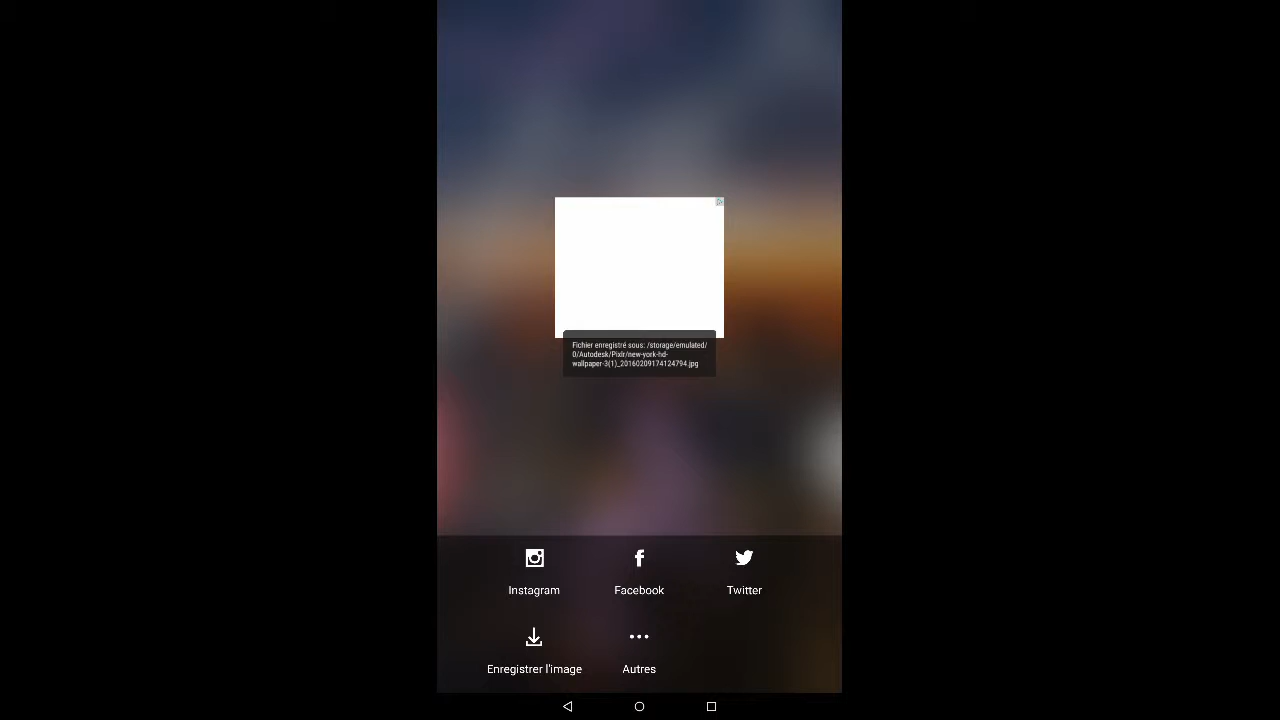 Fichier enregistré sous: /storage/emulated/
0/Autodesk/Pixlr/new-york-hd-
wallpaper-3(1)_20160209174124794.jpg
Instagram
Facebook
Twitter
Enregistrer l'image
Autres